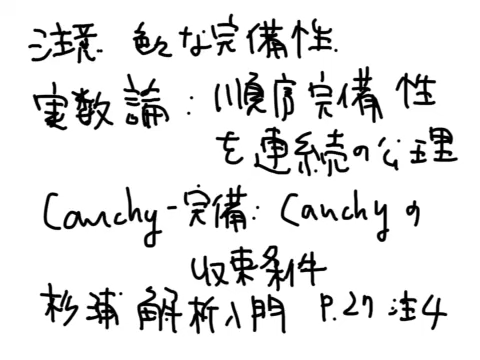 注意. 色々な完備性.
実数論: 順序完備性
を連続の公理
Cauchy-完備: Cauchyの
収束条件
杉浦 解析入門 P.27 注4